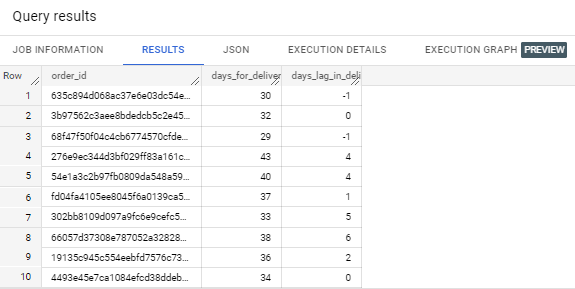 Query results
JOB INFORMATION RESULTS JSON EXECUTION DETAILS EXECUTION GRAPH PREVIEW
Row order_id days_for_deliver days_lag_in_deli
1 635c894d068ac37e6e03dc54e... 30 -1
2 3b97562c3aee8bdedcb5c2e45... 32 0
3 68f47f50f04c4cb6774570cfde... 29 -1
4 276e9ec344d3bf029ff83a161c... 43 4
5 54e1a3c2b97fb0809da548a59... 40 4
6 fd04fa4105ee8045f6a0139ca5... 37 1
7 302bb8109d097a9fc6e9cefc5... 33 5
8 66057d37308e787052a32828... 38 6
9 19135c945c554eebfd7576c73... 36 2
10 4493e45e7ca1084efcd38ddeb... 34 0